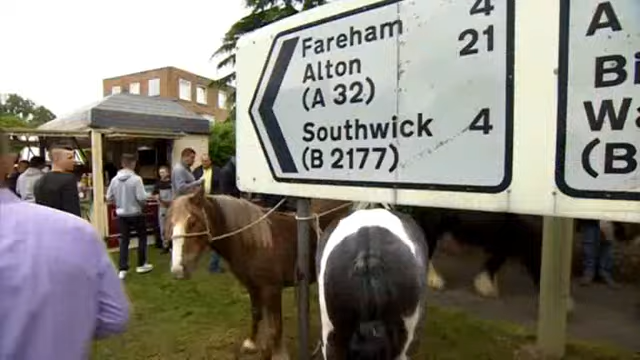 Fareham 4
Alton 21
(A 32)
Southwick 4
(B 2177)
A
Bi
Wa
(B